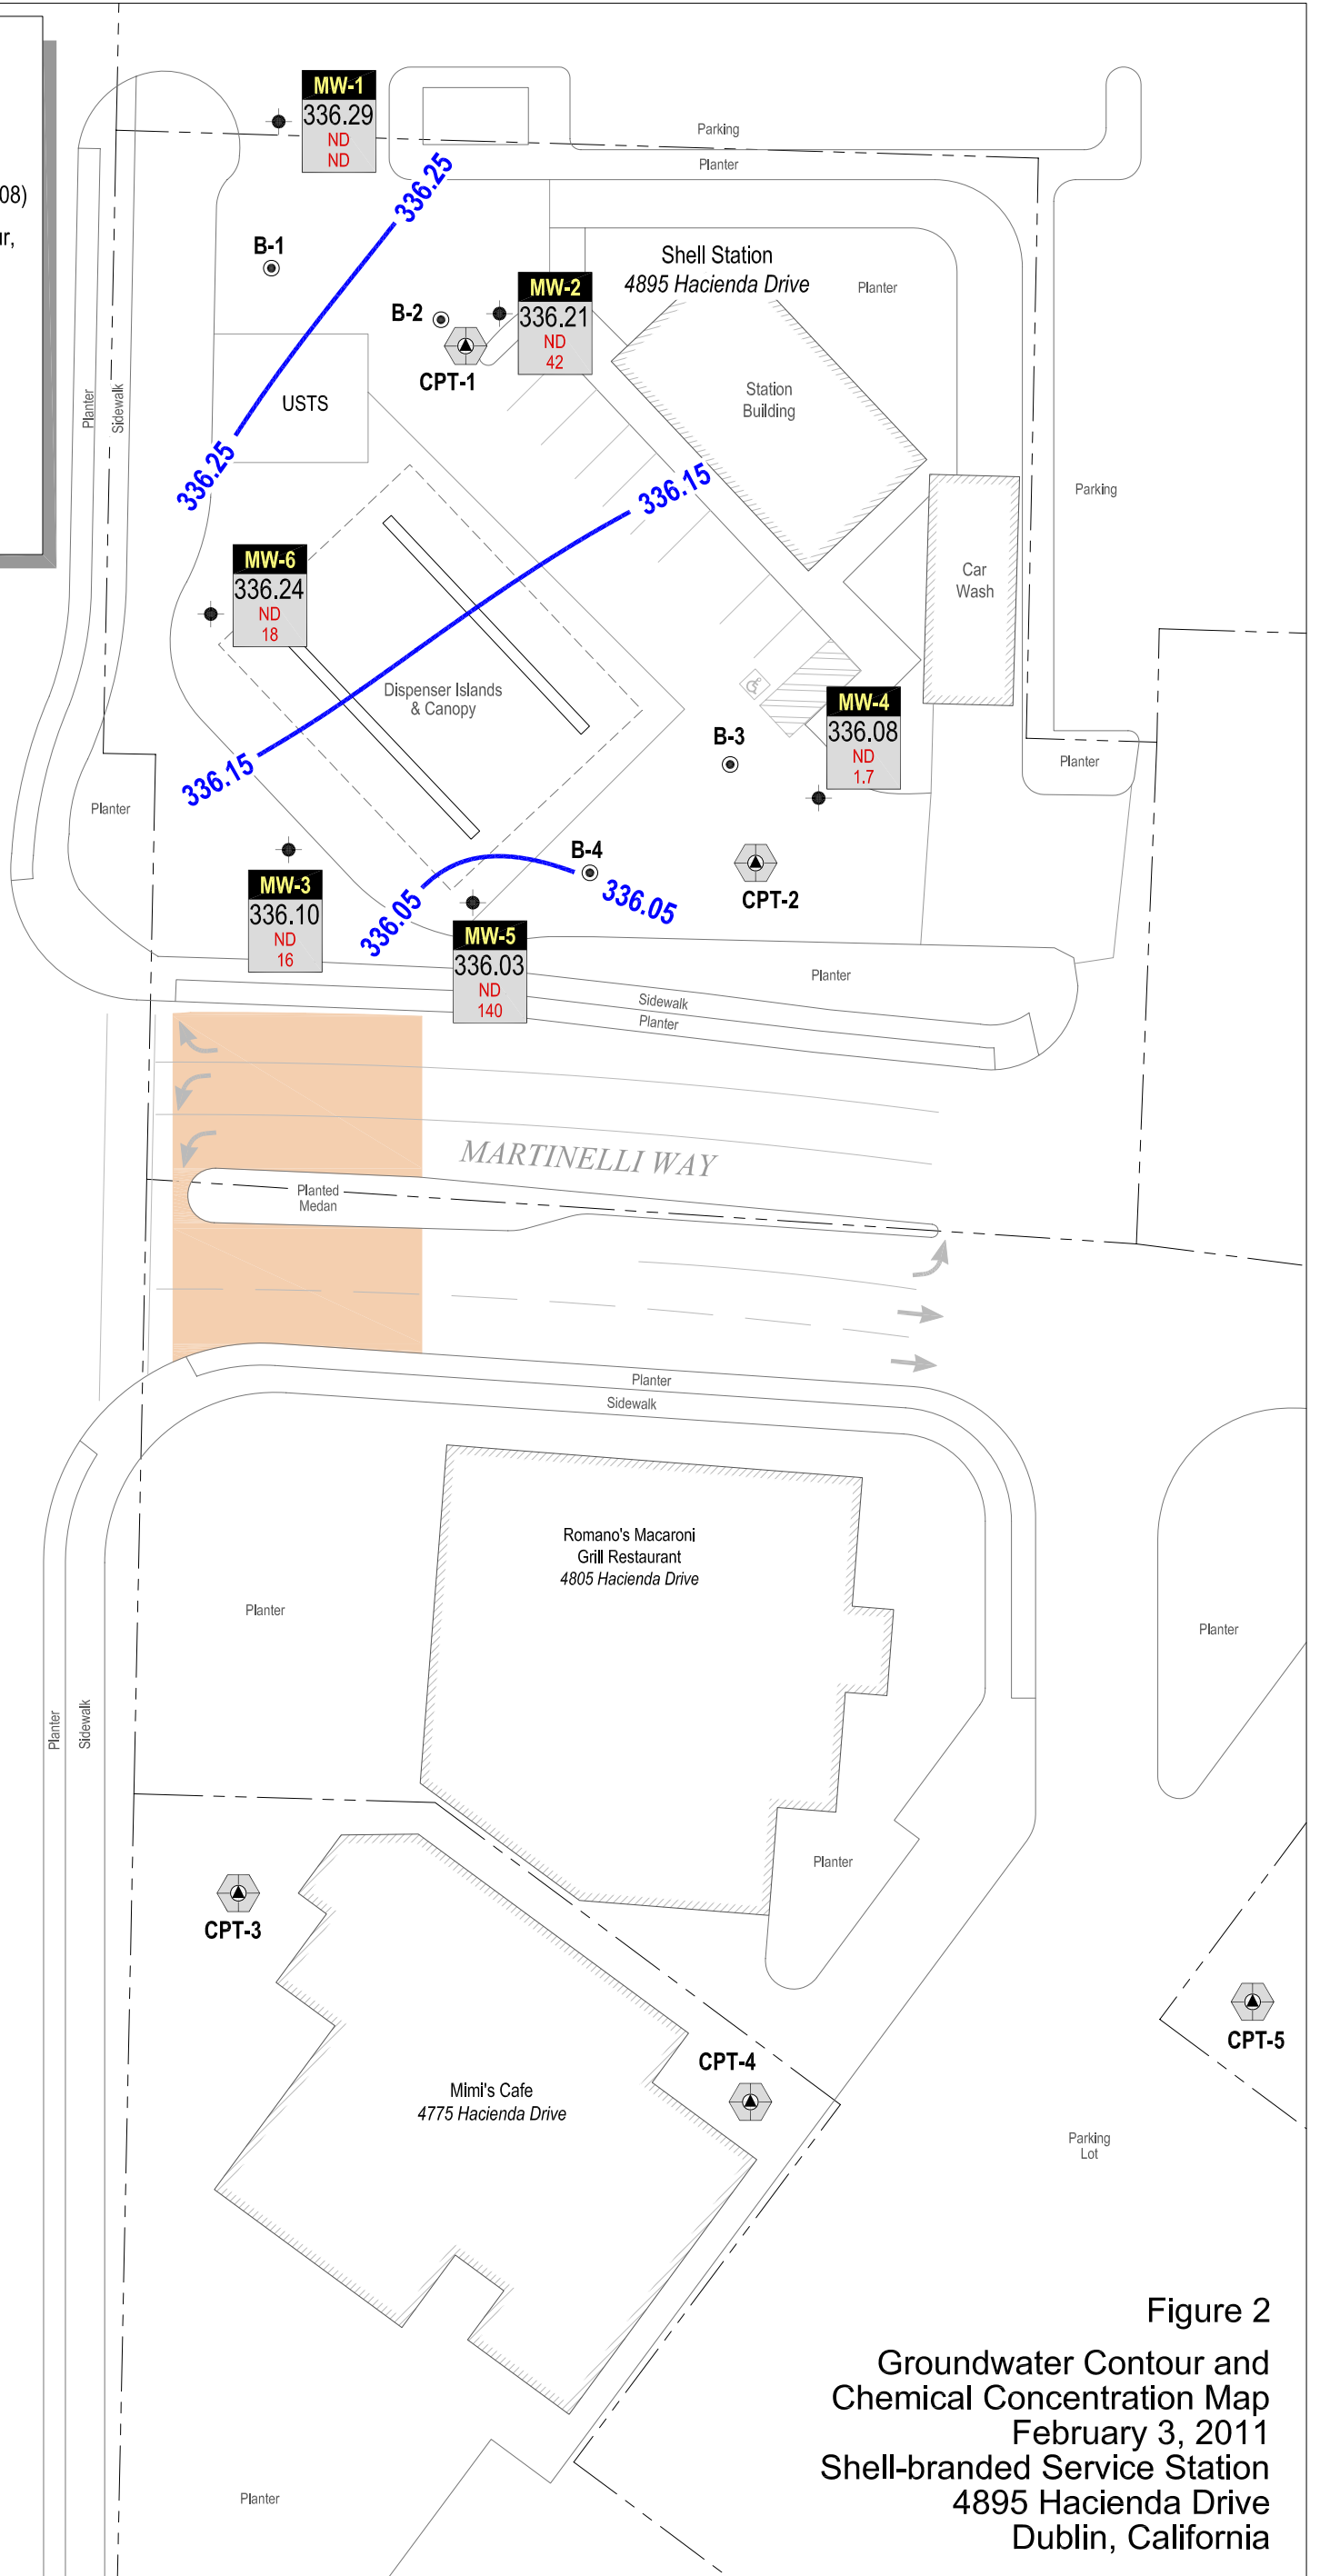 08)
MW-1
336.29
ND
ND
Parking
Planter
336.25
B-1
Shell Station
4895 Hacienda Drive
Planter
MW-2
336.21
ND
42
B-2
CPT-1
USTS
Station
Building
Planter
Sidewalk
336.25
336.15
Parking
MW-6
336.24
ND
18
Car
Wash
Dispenser Islands
& Canopy
MW-4
336.08
ND
1.7
B-3
Planter
336.15
Planter
B-4
CPT-2
MW-3
336.10
ND
16
336.05
336.05
MW-5
336.03
ND
140
Planter
Sidewalk
Planter
MARTINELLI WAY
Planted
Medan
Planter
Sidewalk
Romano's Macaroni
Grill Restaurant
4805 Hacienda Drive
Planter
Planter
Planter
Sidewalk
Planter
CPT-3
CPT-5
CPT-4
Mimi's Cafe
4775 Hacienda Drive
Parking
Lot
Figure 2
Groundwater Contour and
Chemical Concentration Map
February 3, 2011
Shell-branded Service Station
4895 Hacienda Drive
Dublin, California
Planter